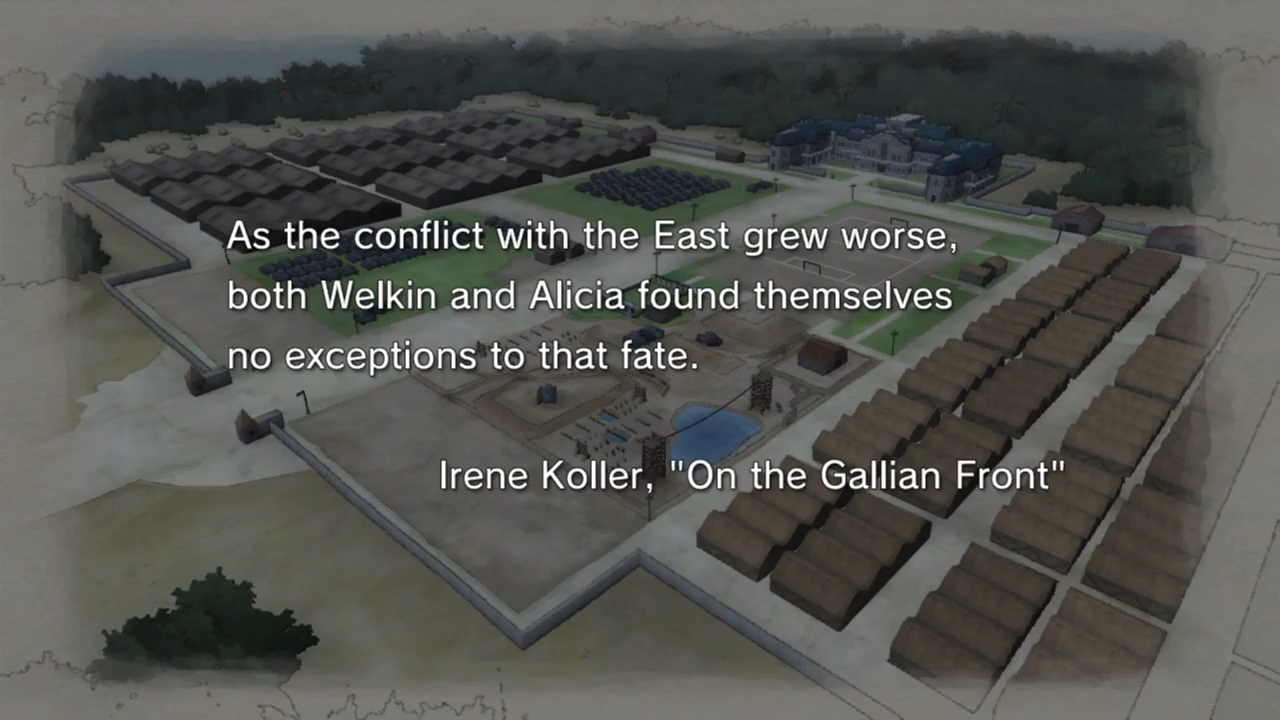 As the conflict with the East grew worse,
both Welkin and Alicia found themselves
no exceptions to that fate.
Irene Koller, "On the Gallian Front"